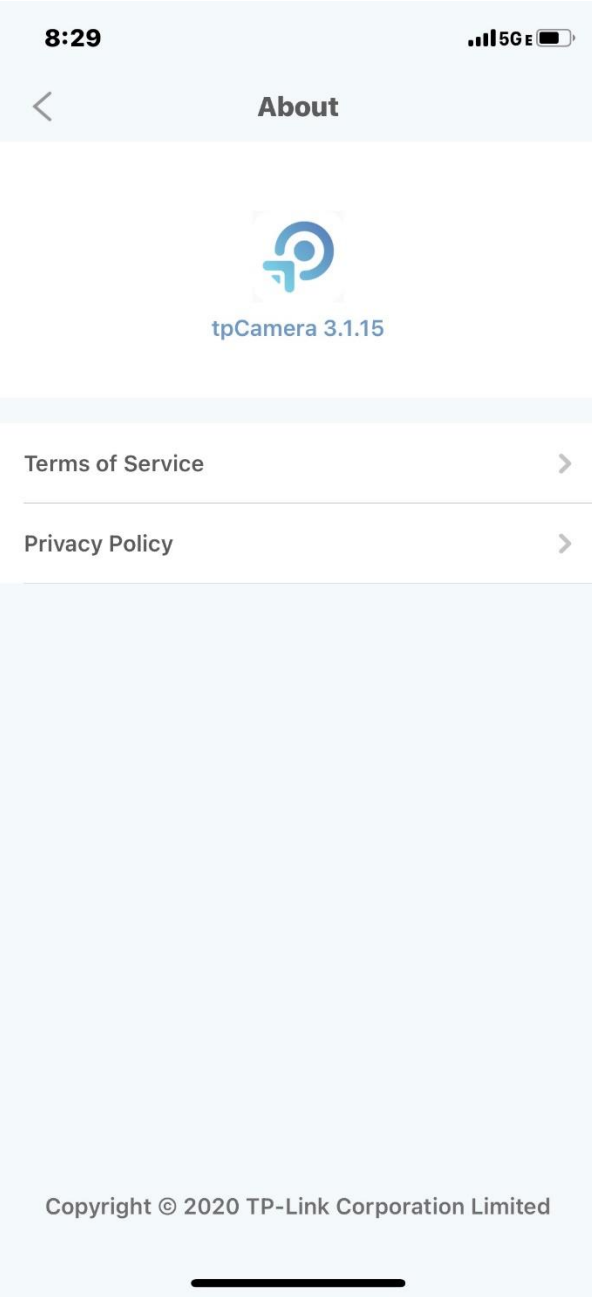 8:29
5G E
About
tpCamera 3.1.15
Terms of Service
Privacy Policy
Copyright © 2020 TP-Link Corporation Limited